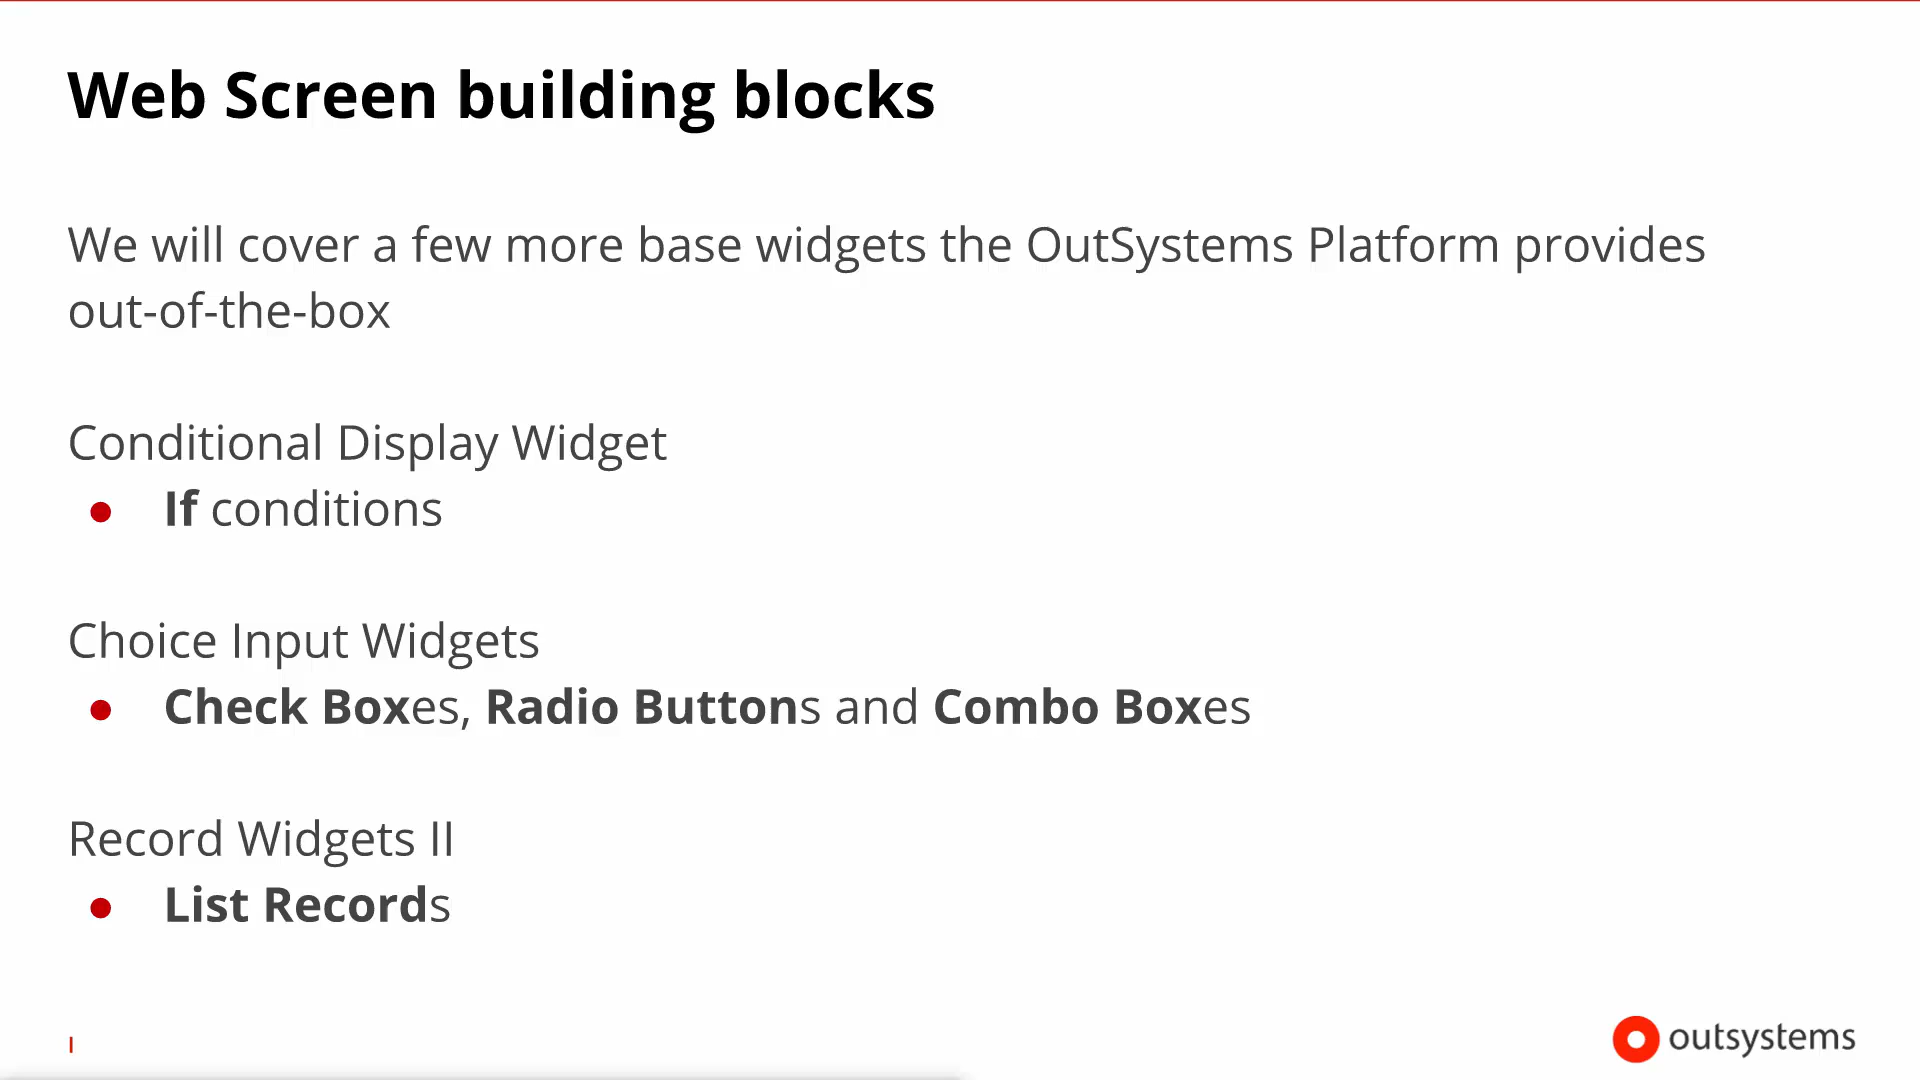 Web Screen building blocks
We will cover a few more base widgets the OutSystems Platform provides
out-of-the-box
Conditional Display Widget
● If conditions
Choice Input Widgets
● Check Boxes, Radio Buttons and Combo Boxes
Record Widgets II
● List Records
I
outsystems